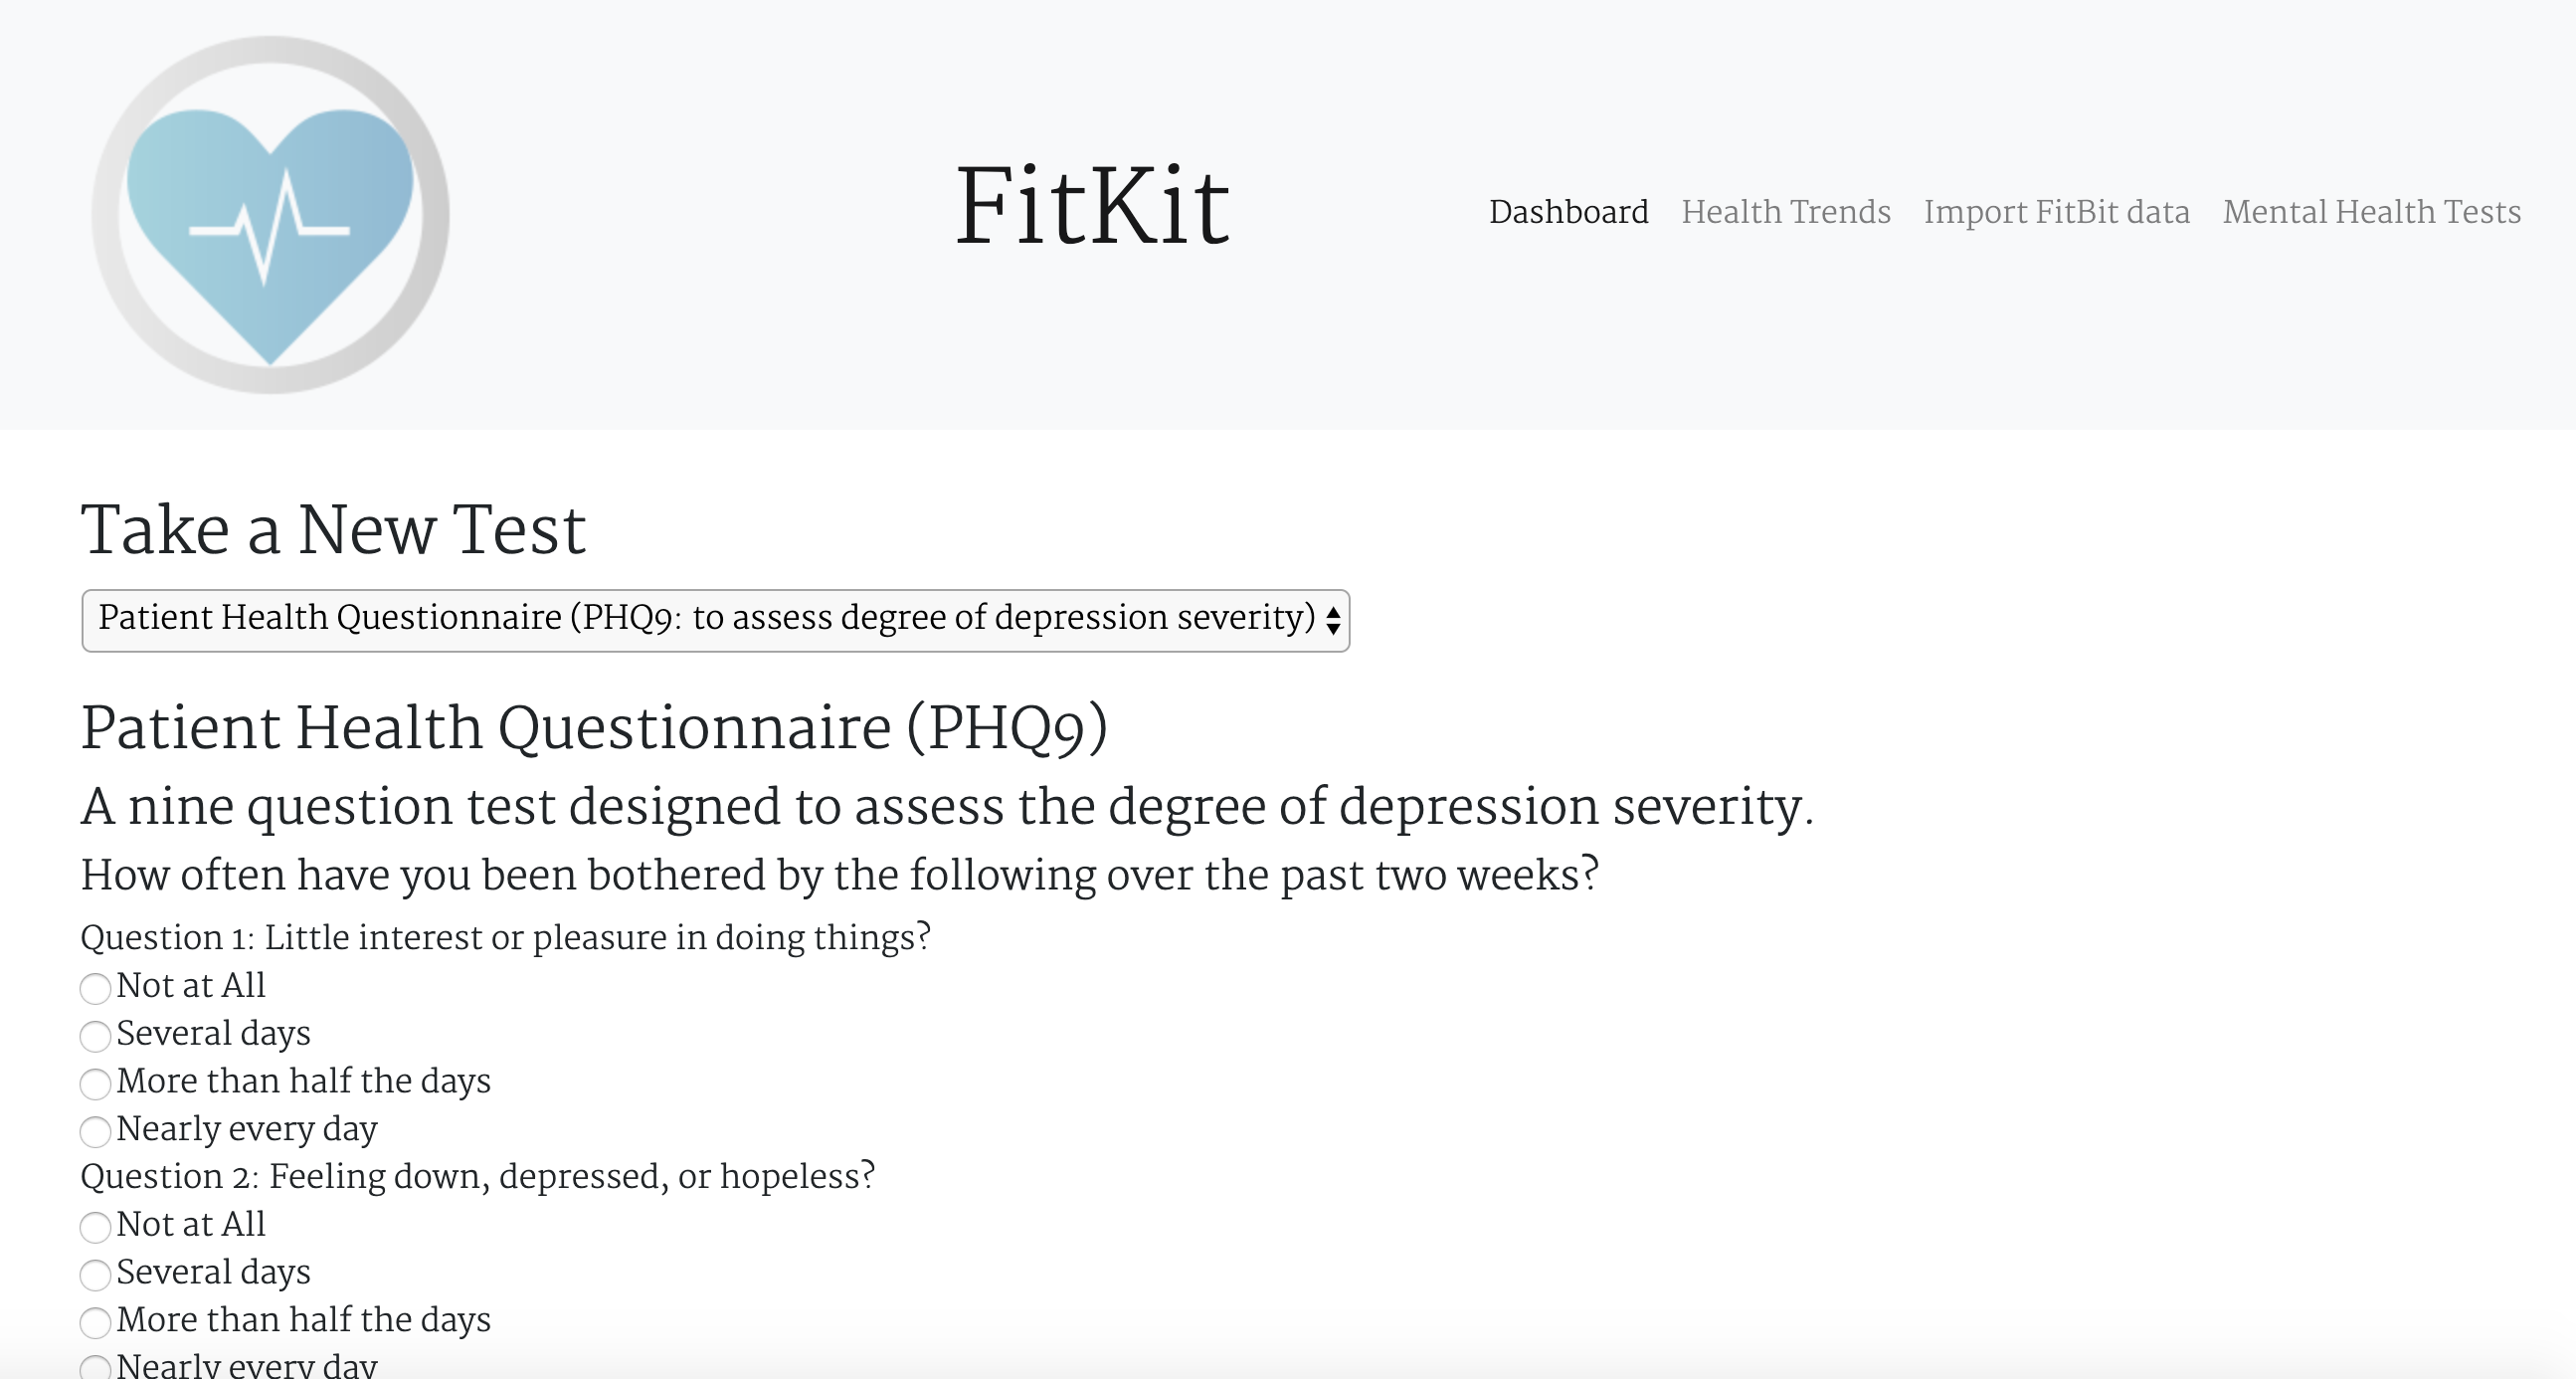 FitKit
Dashboard Health Trends Import FitBit data Mental Health Tests
Take a New Test
Patient Health Questionnaire (PHQ9: to assess degree of depression severity)
Patient Health Questionnaire (PHQ9)
A nine question test designed to assess the degree of depression severity.
How often have you been bothered by the following over the past two weeks?
Question 1: Little interest or pleasure in doing things?
Not at All
Several days
More than half the days
Nearly every day
Question 2: Feeling down, depressed, or hopeless?
Not at All
Several days
More than half the days
Nearly every day